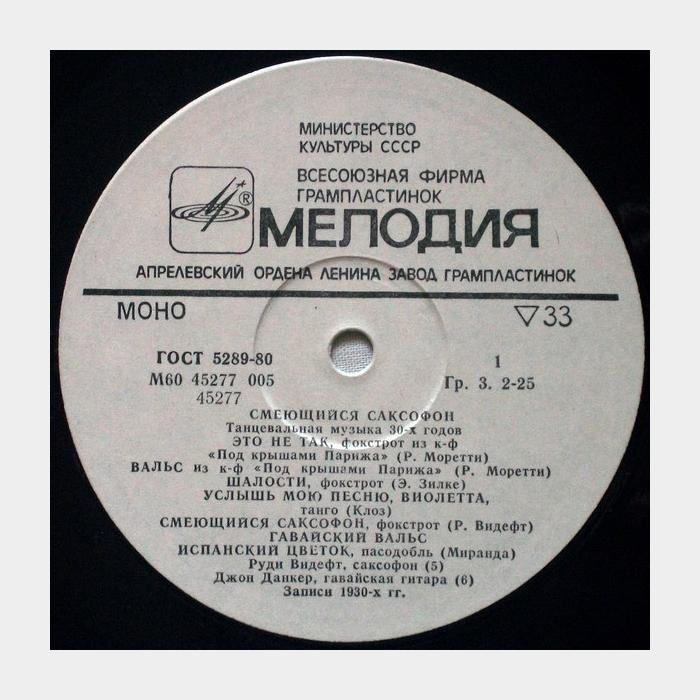 МИНИСТЕРСТВО
КУЛЬТУРЫ СССР
ВСЕСОЮЗНАЯ ФИРМА
ГРАМПЛАСТИНОК
® МЕЛОДИЯ
АПРЕЛЕВСКИЙ ОРДЕНА ЛЕНИНА ЗАВОД ГРАМПЛАСТИНОК
МОНО ▽33
ГОСТ 5289-80 1
М60 45277 005 Гр. 3. 2-25
45277
СМЕЮЩИЙСЯ САКСОФОН
Танцевальная музыка 30-х годов
ЭТО НЕ ТАК, фокстрот из к-ф
«Под крышами Парижа» (Р. Моретти)
ВАЛЬС из к-ф «Под крышами Парижа» (Р. Моретти)
ШАЛОСТИ, фокстрот (Э. Зилке)
УСЛЫШЬ МОЮ ПЕСНЮ, ВИОЛЕТТА,
танго (Клоз)
СМЕЮЩИЙСЯ САКСОФОН, фокстрот (Р. Видефт)
ГАВАЙСКИЙ ВАЛЬС
ИСПАНСКИЙ ЦВЕТОК, пасодобль (Миранда)
Руди Видефт, саксофон (5)
Джон Данкер, гавайская гитара (6)
Записи 1930-х гг.